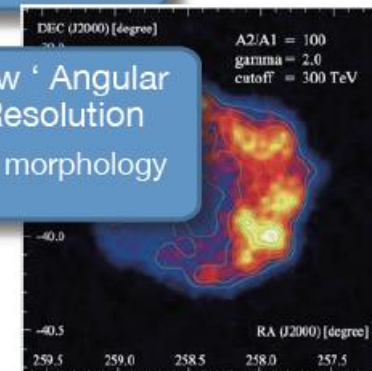 DEC (J2000) [degree]
A2/A1 = 100
gamma = 2.0
cutoff = 300 TeV
w ‘ Angular
Resolution
morphology
-40.0
-40.5
RA (J2000) [degree]
259.5 259.0 258.5 258.0 257.5